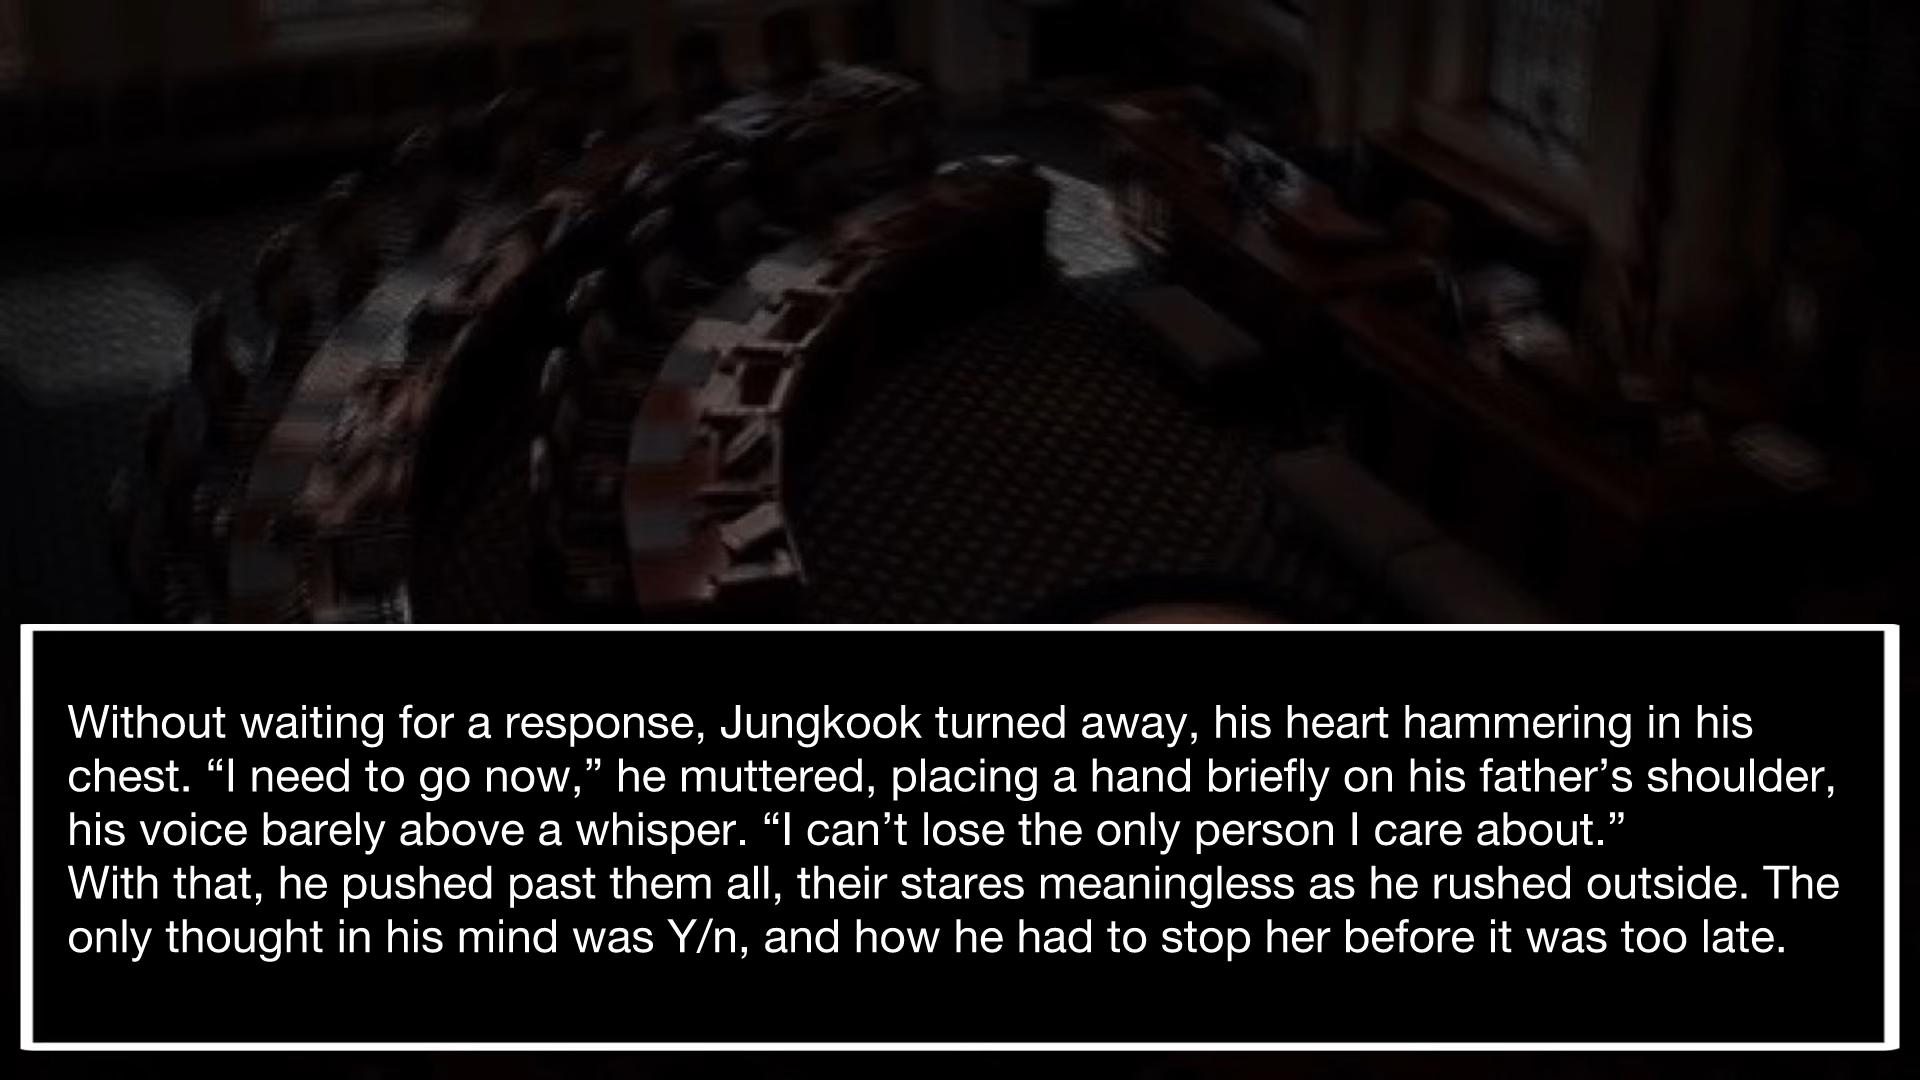 Without waiting for a response, Jungkook turned away, his heart hammering in his
chest. “I need to go now,” he muttered, placing a hand briefly on his father’s shoulder,
his voice barely above a whisper. “I can’t lose the only person I care about.”
With that, he pushed past them all, their stares meaningless as he rushed outside. The
only thought in his mind was Y/n, and how he had to stop her before it was too late.